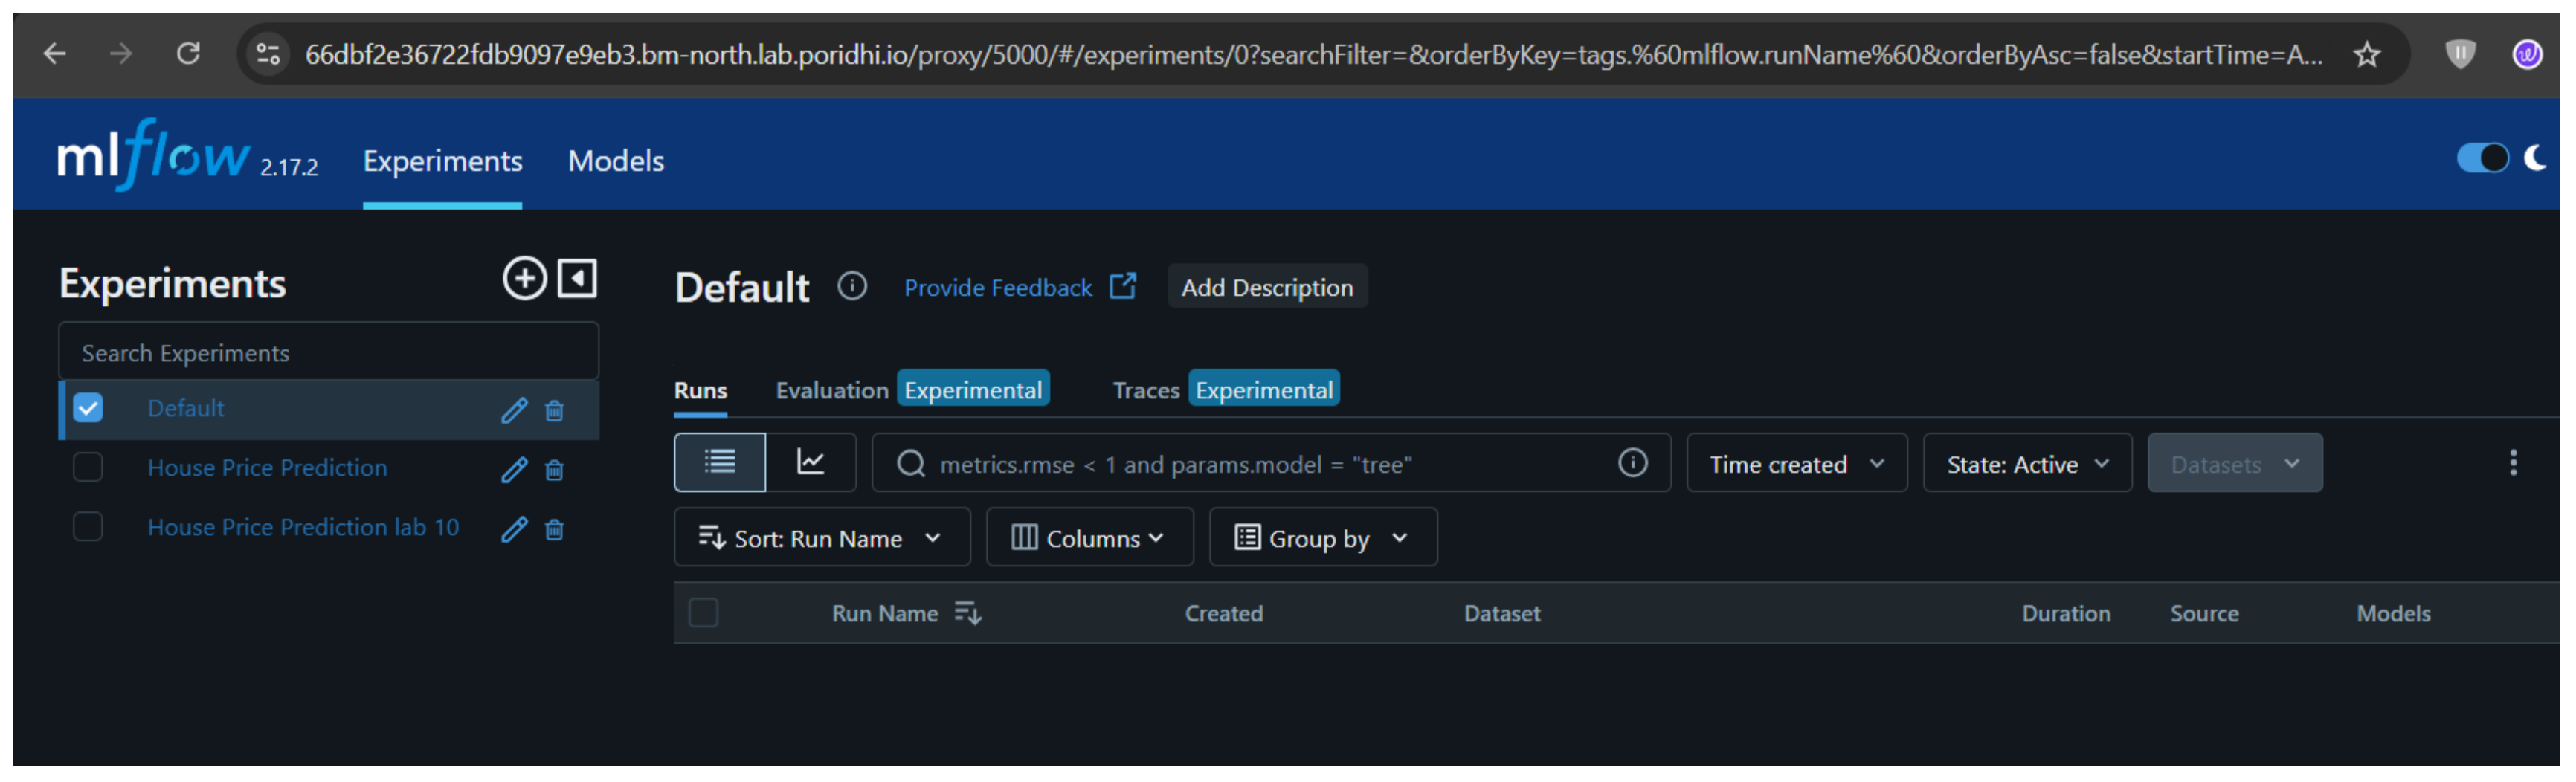 66dbf2e36722fdb9097e9eb3.bm-north.lab.poridhi.io/proxy/5000/#/experiments/0?searchFilter=&orderByKey=tags.%60mlflow.runName%60&orderByAsc=false&startTime=A...
mlflow 2.17.2 Experiments Models
Experiments
Search Experiments
Default
House Price Prediction
House Price Prediction lab 10
Default Provide Feedback Add Description
Runs Evaluation Experimental Traces Experimental
metrics.rmse < 1 and params.model = "tree" Time created State: Active Datasets
Sort: Run Name Columns Group by
Run Name Created Dataset Duration Source Models